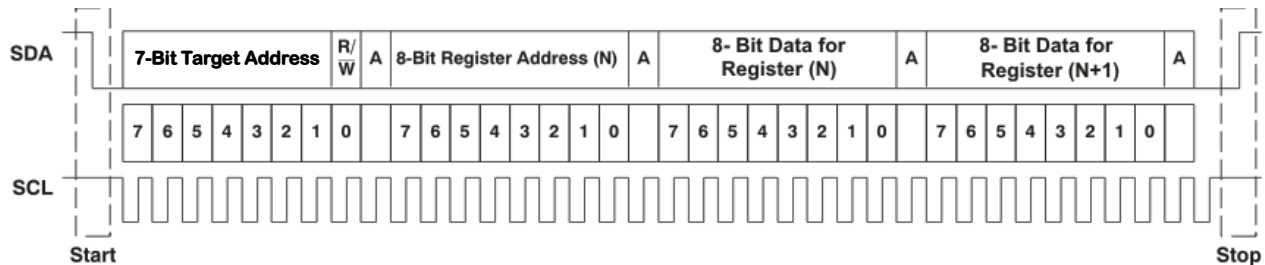 SDA
7-Bit Target Address
R/
W
A
8-Bit Register Address (N)
A
8- Bit Data for
Register (N)
A
8- Bit Data for
Register (N+1)
A
7 6 5 4 3 2 1 0 7 6 5 4 3 2 1 0 7 6 5 4 3 2 1 0 7 6 5 4 3 2 1 0
SCL
Start
Stop